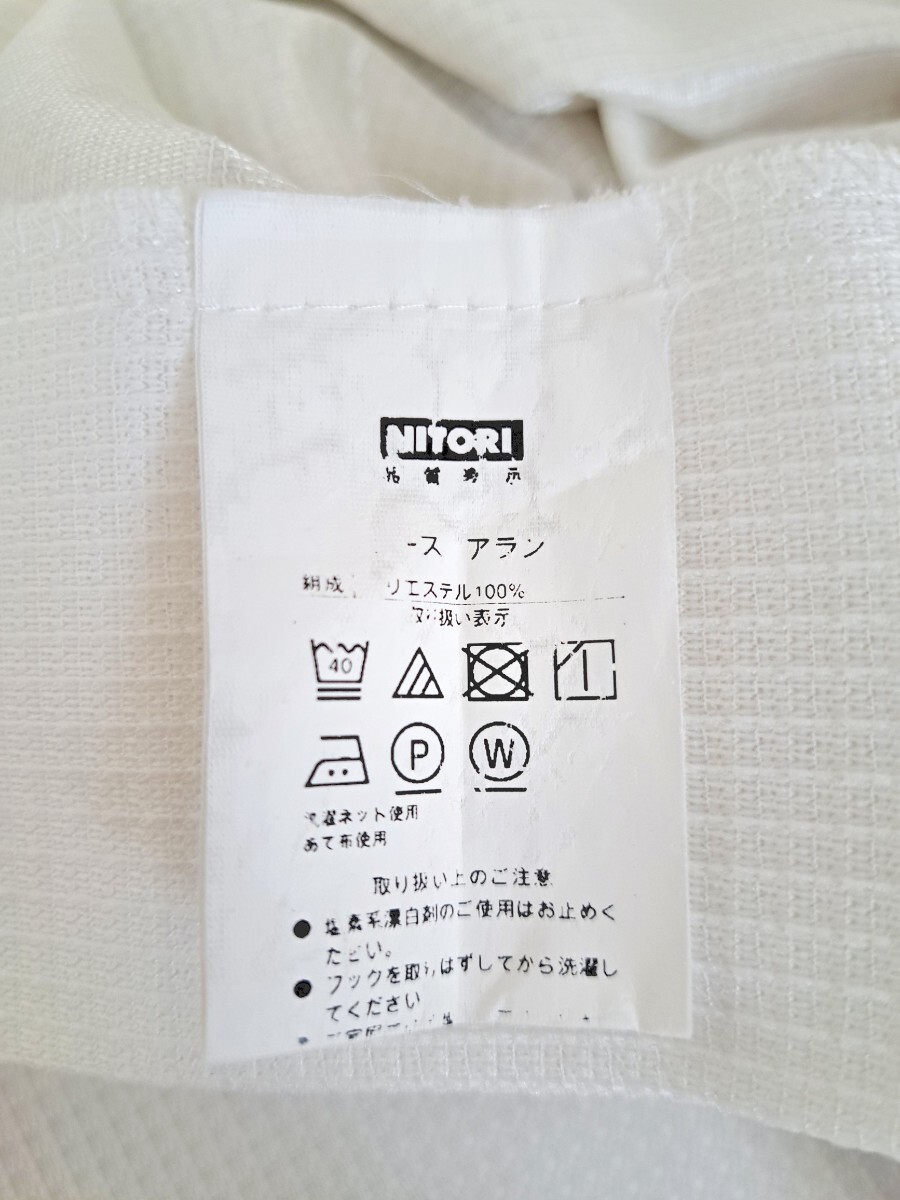 NITORI
品質表示
ース アラン
組成 リエステル100%
取り扱い表示
40
P W
洗濯ネット使用
あて布使用
取り扱い上のご注意
● 塩素系漂白剤のご使用はお止めく
ださい。
● フックを取りはずしてから洗濯し
てください